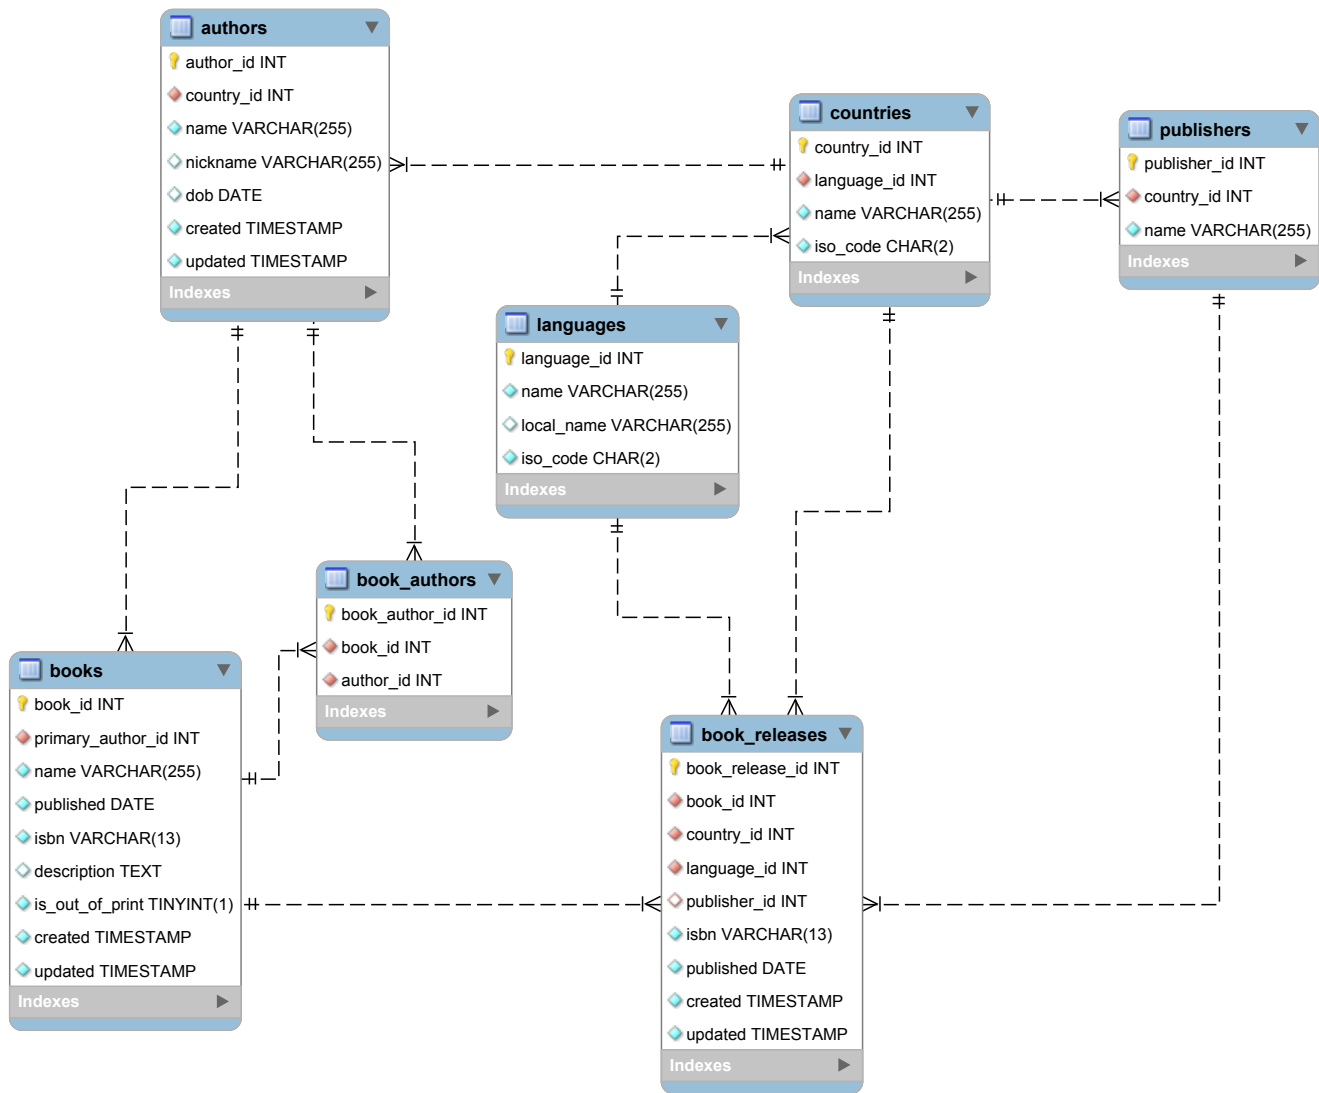 authors
author_id INT
country_id INT
name VARCHAR(255)
nickname VARCHAR(255)
dob DATE
created TIMESTAMP
updated TIMESTAMP
Indexes
countries
country_id INT
language_id INT
name VARCHAR(255)
iso_code CHAR(2)
Indexes
publishers
publisher_id INT
country_id INT
name VARCHAR(255)
Indexes
languages
language_id INT
name VARCHAR(255)
local_name VARCHAR(255)
iso_code CHAR(2)
Indexes
book_authors
book_author_id INT
book_id INT
author_id INT
Indexes
books
book_id INT
primary_author_id INT
name VARCHAR(255)
published DATE
isbn VARCHAR(13)
description TEXT
is_out_of_print TINYINT(1)
created TIMESTAMP
updated TIMESTAMP
Indexes
book_releases
book_release_id INT
book_id INT
country_id INT
language_id INT
publisher_id INT
isbn VARCHAR(13)
published DATE
created TIMESTAMP
updated TIMESTAMP
Indexes